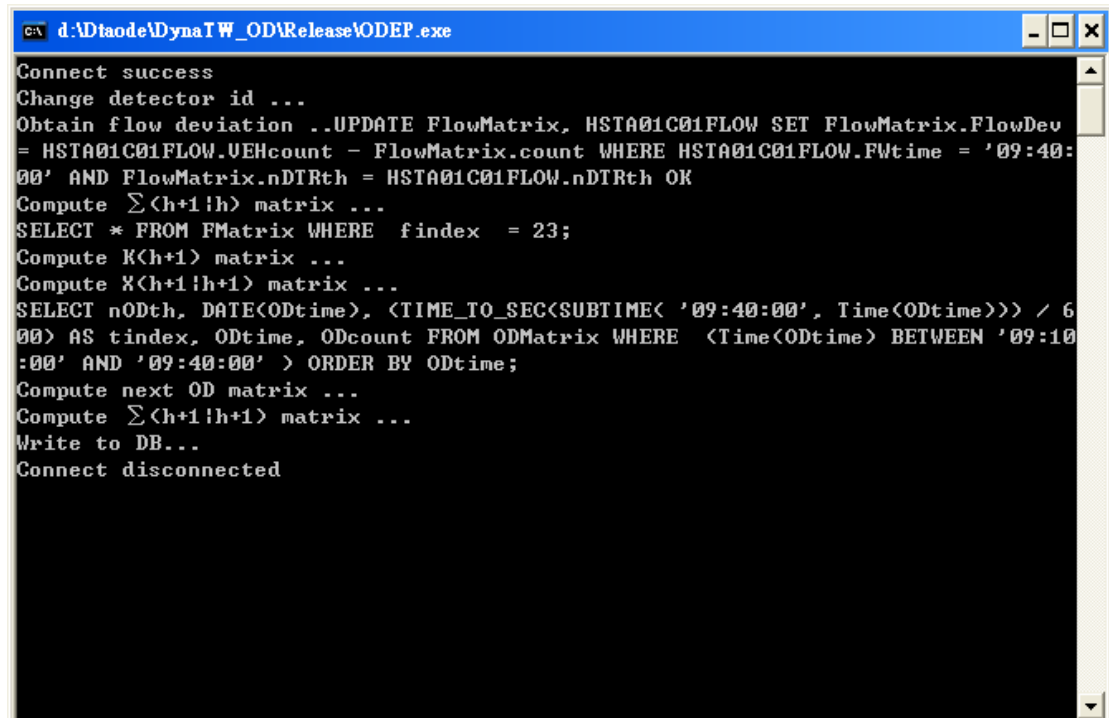 d:\Dtaode\DynaTW_OD\Release\ODEP.exe
Connect success
Change detector id ...
Obtain flow deviation ..UPDATE FlowMatrix, HSTA01C01FLOW SET FlowMatrix.FlowDev
= HSTA01C01FLOW.VEHcount - FlowMatrix.count WHERE HSTA01C01FLOW.FWtime = '09:40:
00' AND FlowMatrix.nDTRth = HSTA01C01FLOW.nDTRth OK
Compute ∑(h+1|h) matrix ...
SELECT * FROM FMatrix WHERE  findex  = 23;
Compute K(h+1) matrix ...
Compute X(h+1|h+1) matrix ...
SELECT nODth, DATE(ODtime), (TIME_TO_SEC(SUBTIME( '09:40:00', Time(ODtime))) / 6
00) AS tindex, ODtime, ODcount FROM ODMatrix WHERE  (Time(ODtime) BETWEEN '09:10
:00' AND '09:40:00' ) ORDER BY ODtime;
Compute next OD matrix ...
Compute ∑(h+1|h+1) matrix ...
Write to DB...
Connect disconnected